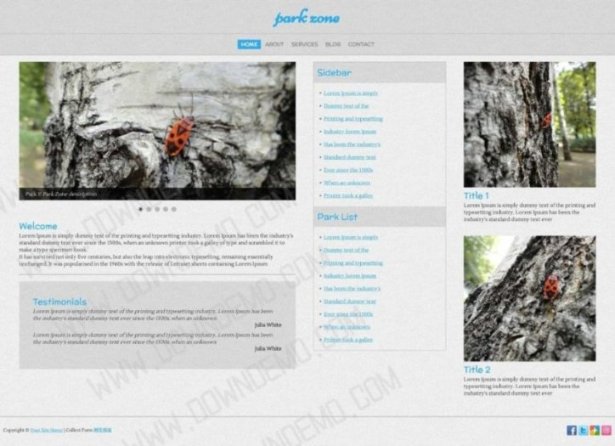 park zone
HOME ABOUT SERVICES BLOG CONTACT
Park & Park Zone description
Welcome
Lorem Ipsum is simply dummy text of the printing and typesetting industry. Lorem Ipsum has been the industry's
standard dummy text ever since the 1500s, when an unknown printer took a galley of type and scrambled it to
make atype specimen book.
It has survived not only five centuries, but also the leap into electronic typesetting, remaining essentially
unchanged.It was popularised in the 1960s with the release of Letraset sheets containing Lorem Ipsum.
Testimonials
Lorem Ipsum is simply dummy text of the printing and typesetting industry. Lorem Ipsum has been
the industry's standard dummy text ever since the 1500s, when an unknown
Julia White
Lorem Ipsum is simply dummy text of the printing and typesetting industry. Lorem Ipsum has been
the industry's standard dummy text ever since the 1500s, when an unknown
Julia White
Sidebar
Lorem Ipsum is simply
Dummy text of the
Printing and typesetting
Industry lorem Ipsum
Has been the industry's
Standard dummy text
Ever since the 1500s
When an unknown
Printer took a galley
Park List
Lorem Ipsum is simply
Dummy text of the
Printing and typesetting
Industry lorem Ipsum
Has been the industry's
Standard dummy text
Ever since the 1500s
When an unknown
Printer took a galley
Title 1
Lorem Ipsum is simply dummy text of the printing and
typesetting industry. Lorem Ipsum has been the
industry's standard dummy text ever
Title 2
Lorem Ipsum is simply dummy text of the printing and
typesetting industry. Lorem Ipsum has been the
industry's standard dummy text ever
Copyright © Your Site Name | Collect From 网页模板
WWW.DOWNDEMO.COM